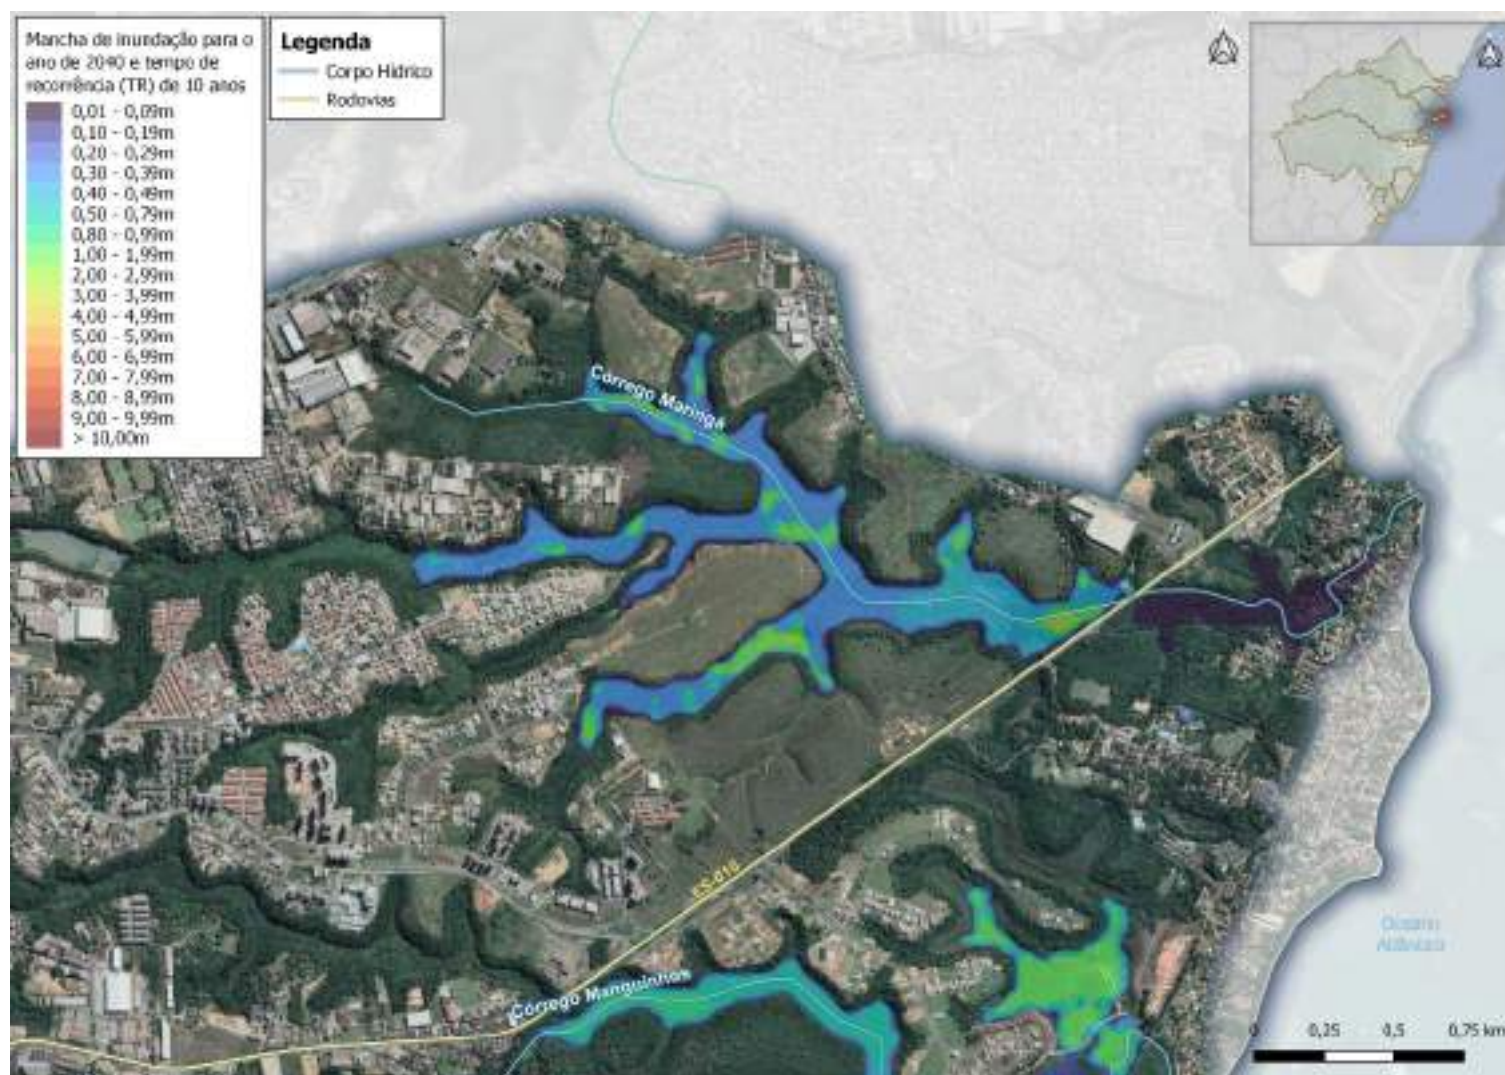 Mancha de inundação para o
ano de 2040 e tempo de
recorrência (TR) de 10 anos
0,01 - 0,09m
0,10 - 0,19m
0,20 - 0,29m
0,30 - 0,39m
0,40 - 0,49m
0,50 - 0,79m
0,80 - 0,99m
1,00 - 1,99m
2,00 - 2,99m
3,00 - 3,99m
4,00 - 4,99m
5,00 - 5,99m
6,00 - 6,99m
7,00 - 7,99m
8,00 - 8,99m
9,00 - 9,99m
> 10,00m
Legenda
Corpo Hídrico
Rodovias
Córrego Maringá
ES-010
Córrego Manguinhos
Oceano
Atlântico
0 0,25 0,5 0,75 km